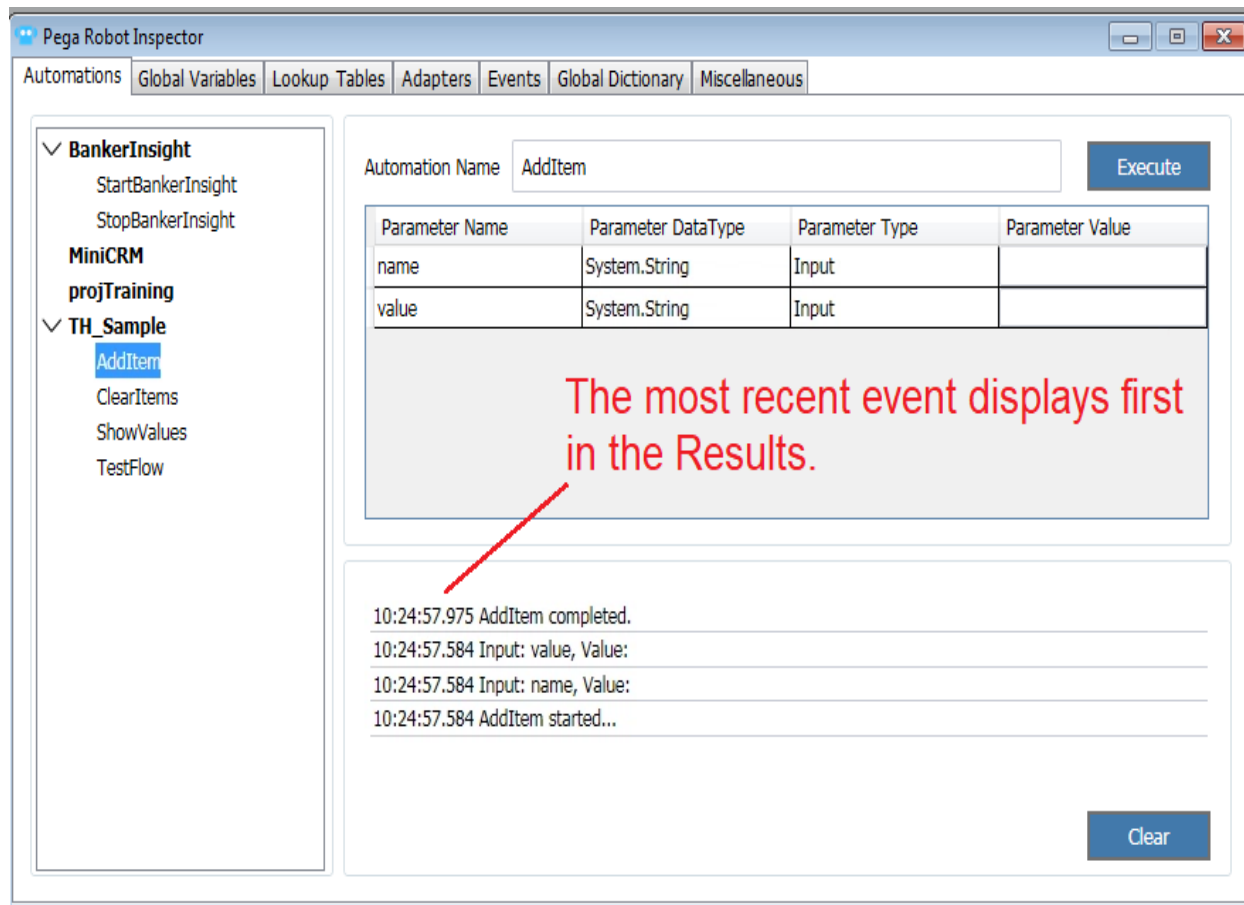 Pega Robot Inspector
Automations Global Variables Lookup Tables Adapters Events Global Dictionary Miscellaneous
BankerInsight
StartBankerInsight
StopBankerInsight
MiniCRM
projTraining
TH_Sample
AddItem
ClearItems
ShowValues
TestFlow
Automation Name AddItem Execute
Parameter Name Parameter DataType Parameter Type Parameter Value
name System.String Input
value System.String Input
The most recent event displays first
in the Results.
10:24:57.975 AddItem completed.
10:24:57.584 Input: value, Value:
10:24:57.584 Input: name, Value:
10:24:57.584 AddItem started...
Clear